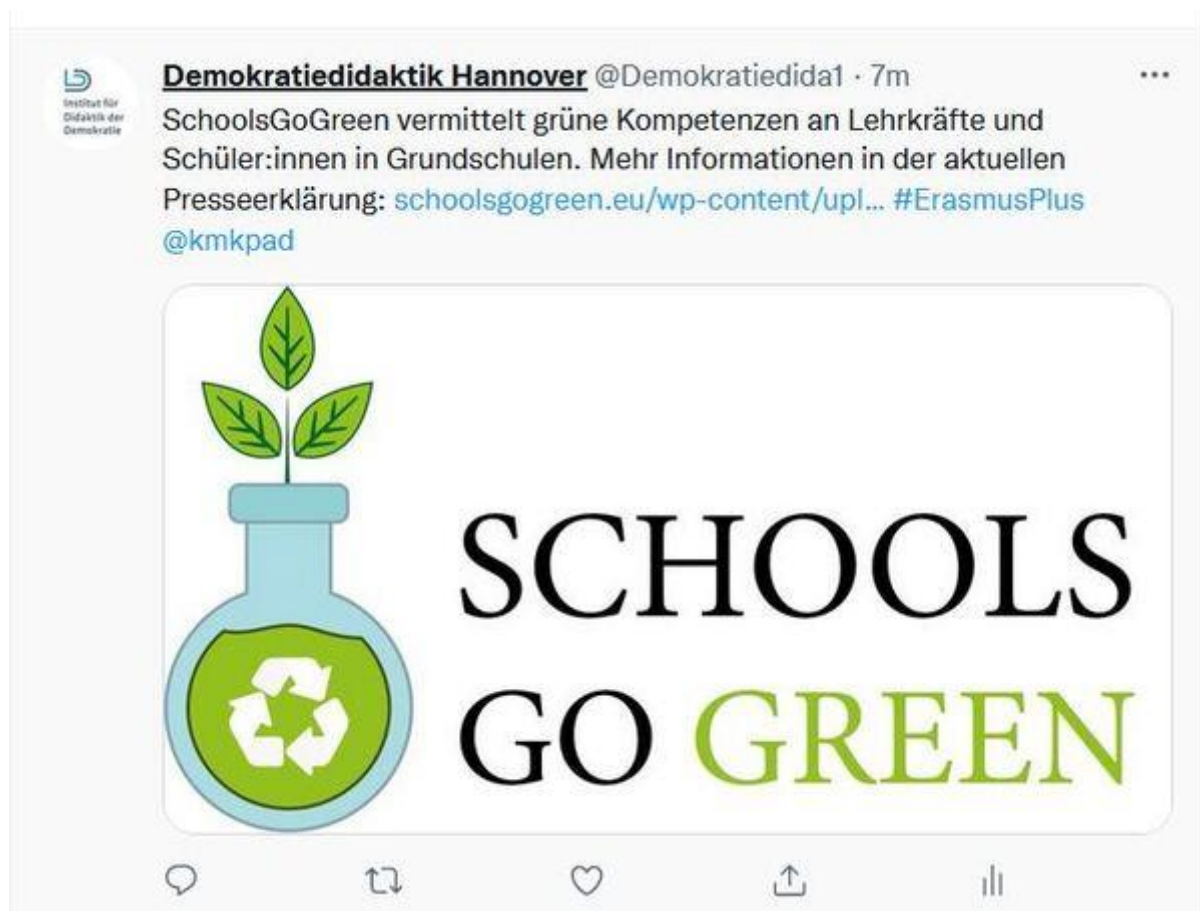 Demokratiedidaktik Hannover @Demokratiedida1 · 7m
SchoolsGoGreen vermittelt grüne Kompetenzen an Lehrkräfte und
Schüler:innen in Grundschulen. Mehr Informationen in der aktuellen
Presseerklärung: schoolsgogreen.eu/wp-content/upl... #ErasmusPlus
@kmkpad
Institut für
Didaktik der
Demokratie
SCHOOLS
GO GREEN